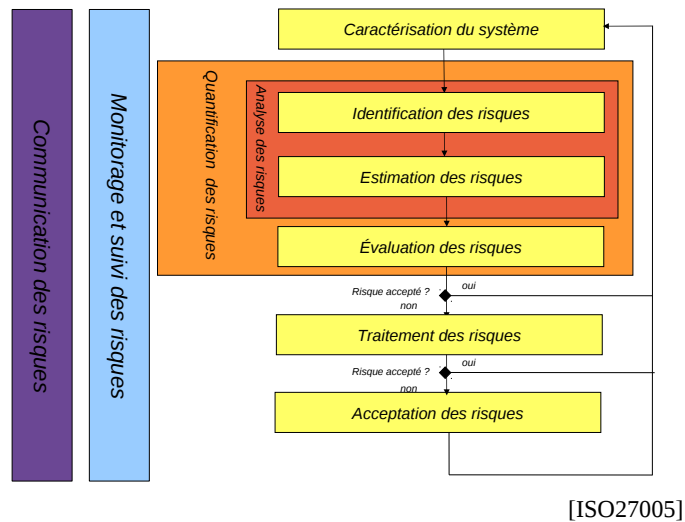 Communication des risques
Monitorage et suivi des risques
Caractérisation du système
Quantification des risques
Analyse des risques
Identification des risques
Estimation des risques
Évaluation des risques
Risque accepté ?
oui
non
Traitement des risques
Risque accepté ?
oui
non
Acceptation des risques
[ISO27005]